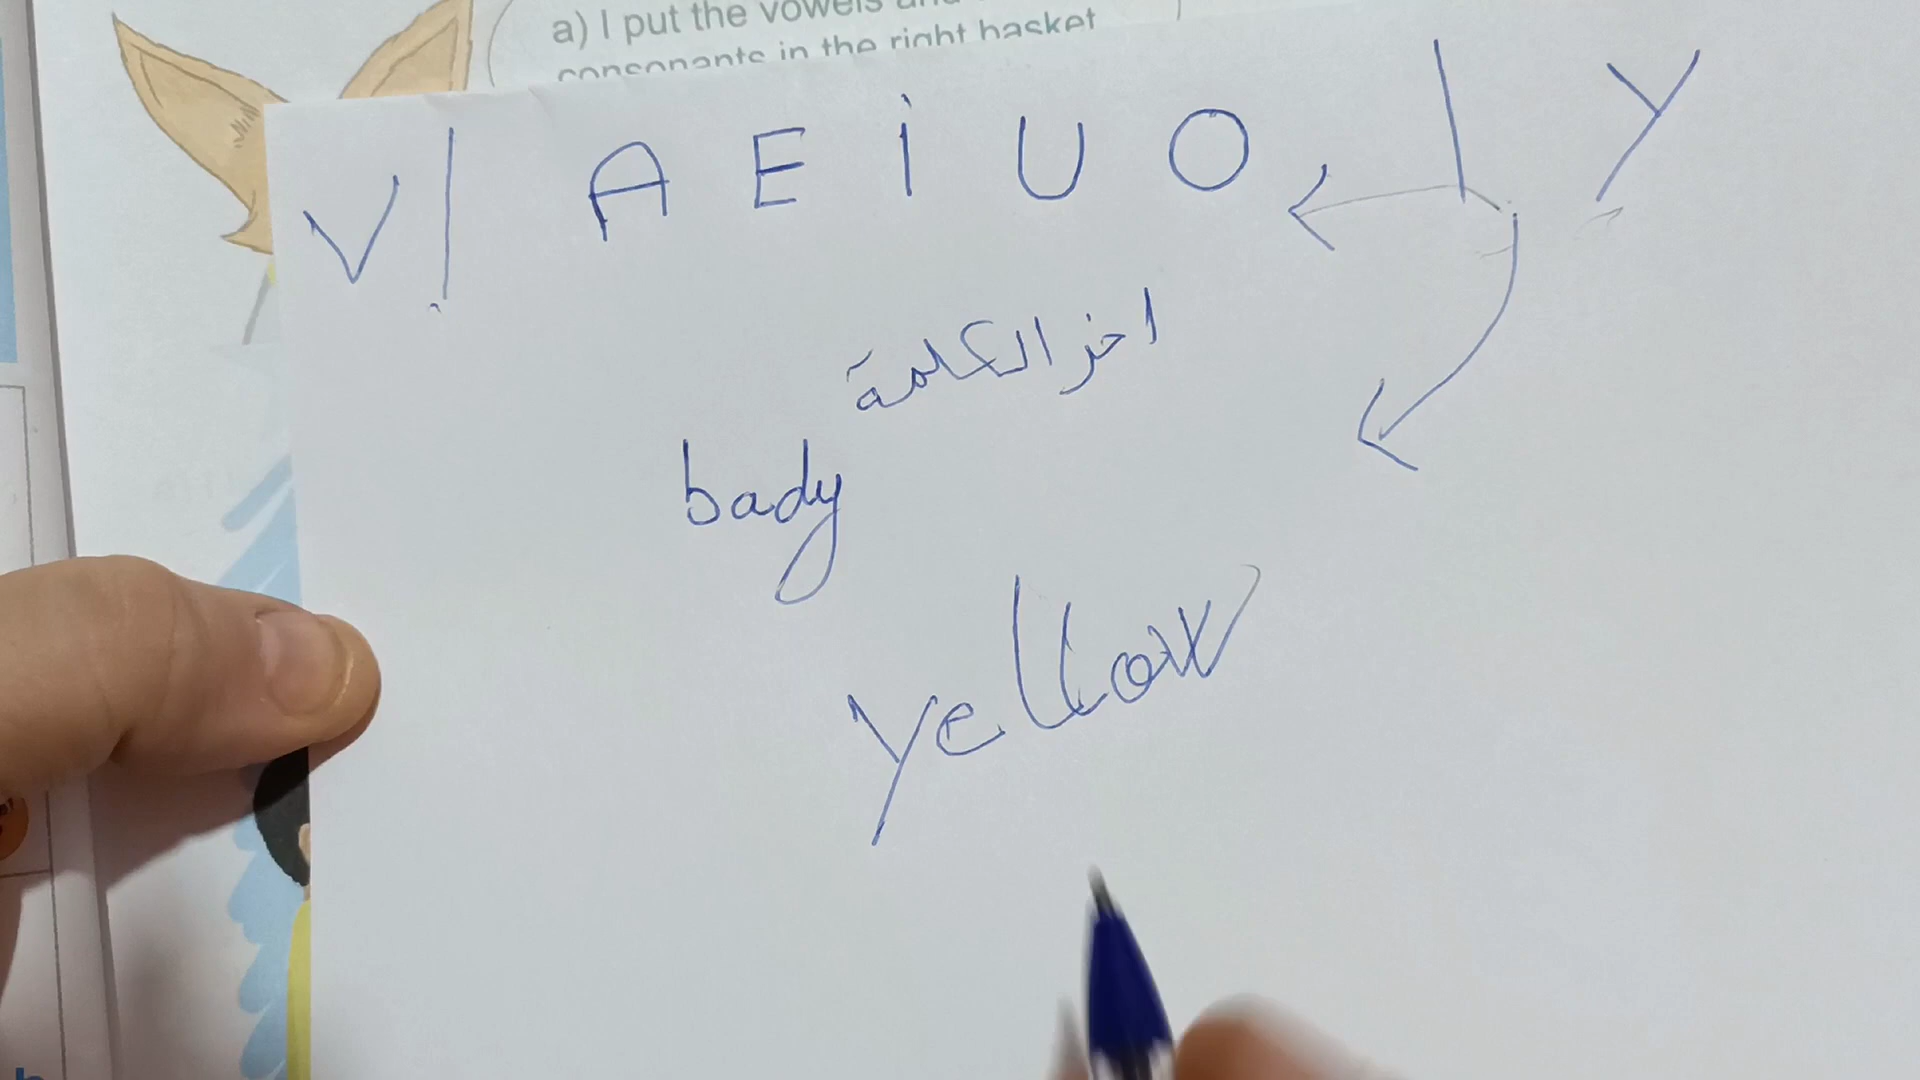 a) I put the vowels
consonants in the right basket
V/ A E i U O | Y
اخر الكلمة
bady
yellow